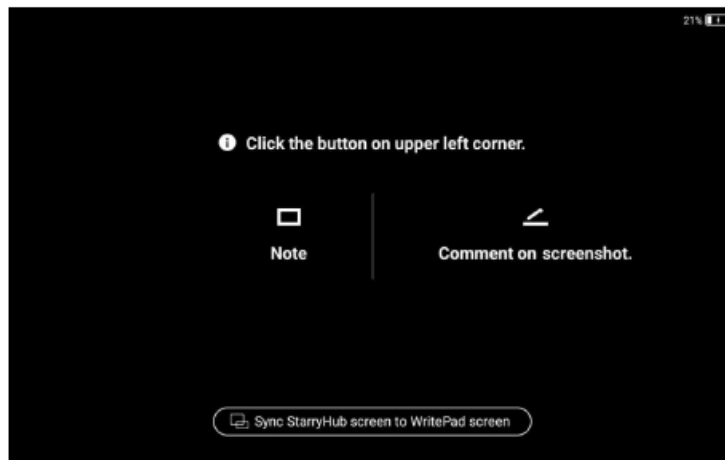 21%
Click the button on upper left corner.
Note
Comment on screenshot.
Sync StarryHub screen to WritePad screen